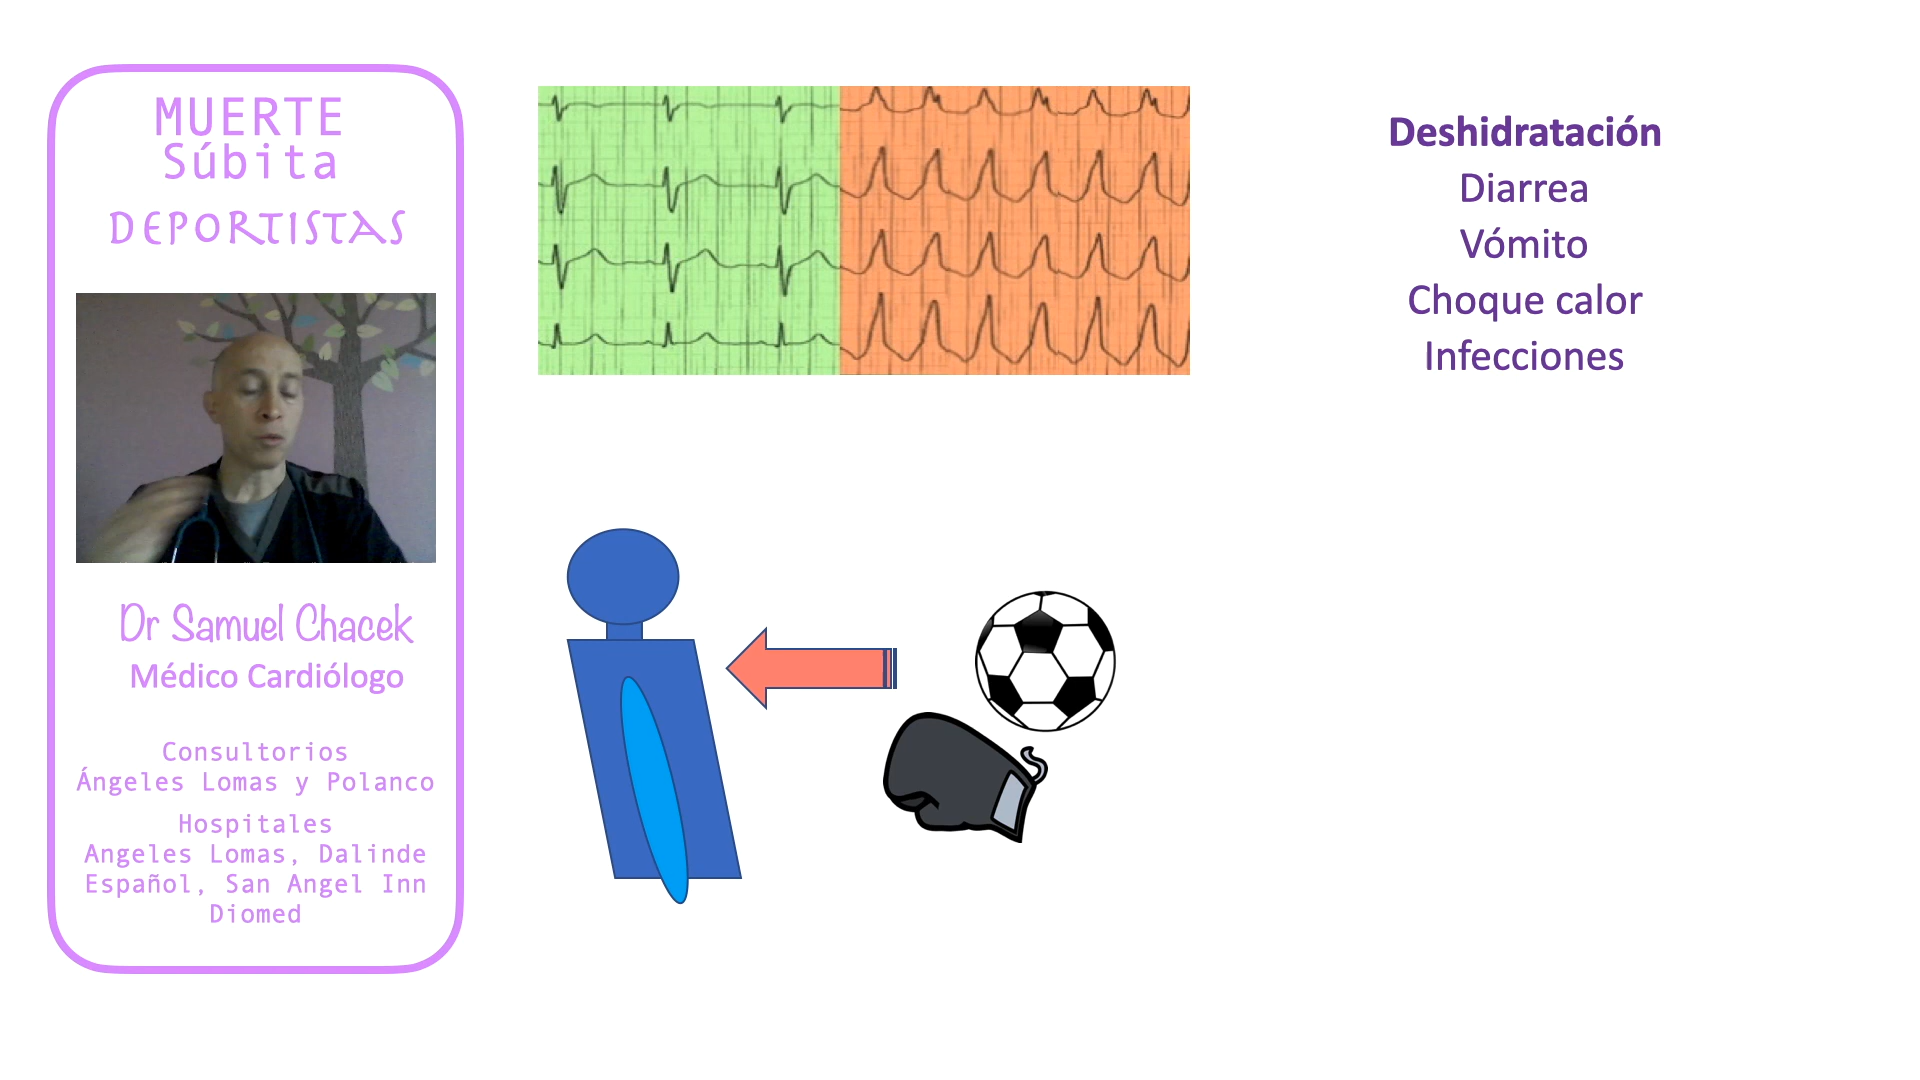 MUERTE
Súbita
DEPORTISTAS
Dr Samuel Chacek
Médico Cardiólogo
Consultorios
Ángeles Lomas y Polanco
Hospitales
Angeles Lomas, Dalinde
Español, San Angel Inn
Diomed
Deshidratación
Diarrea
Vómito
Choque calor
Infecciones